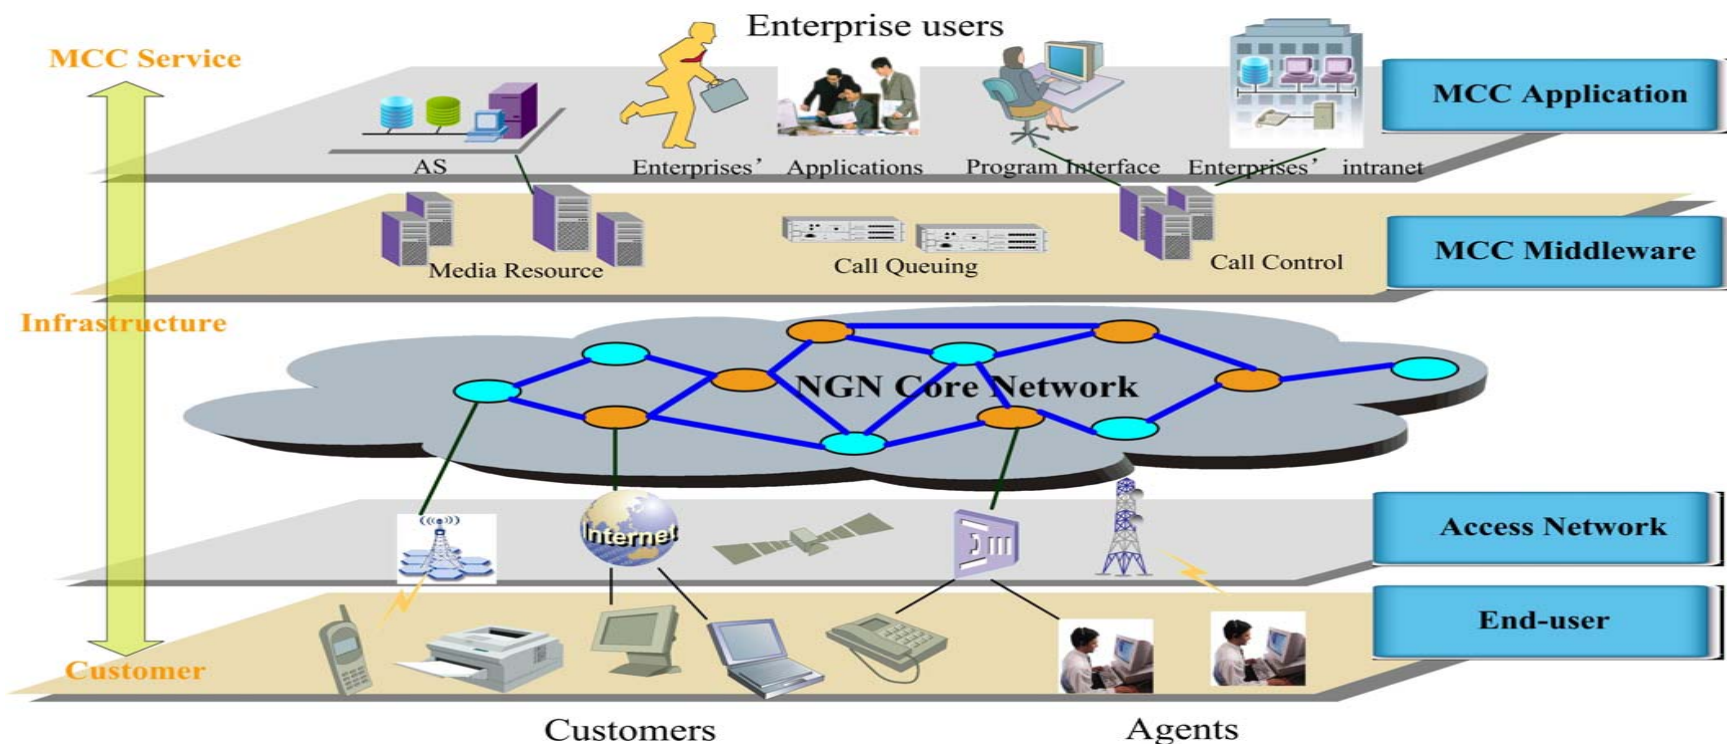 Enterprise users
MCC Service
MCC Application
AS
Enterprises’ Applications
Program Interface
Enterprises’ intranet
MCC Middleware
Media Resource
Call Queuing
Call Control
Infrastructure
NGN Core Network
Access Network
Internet
End-user
Customer
Customers
Agents